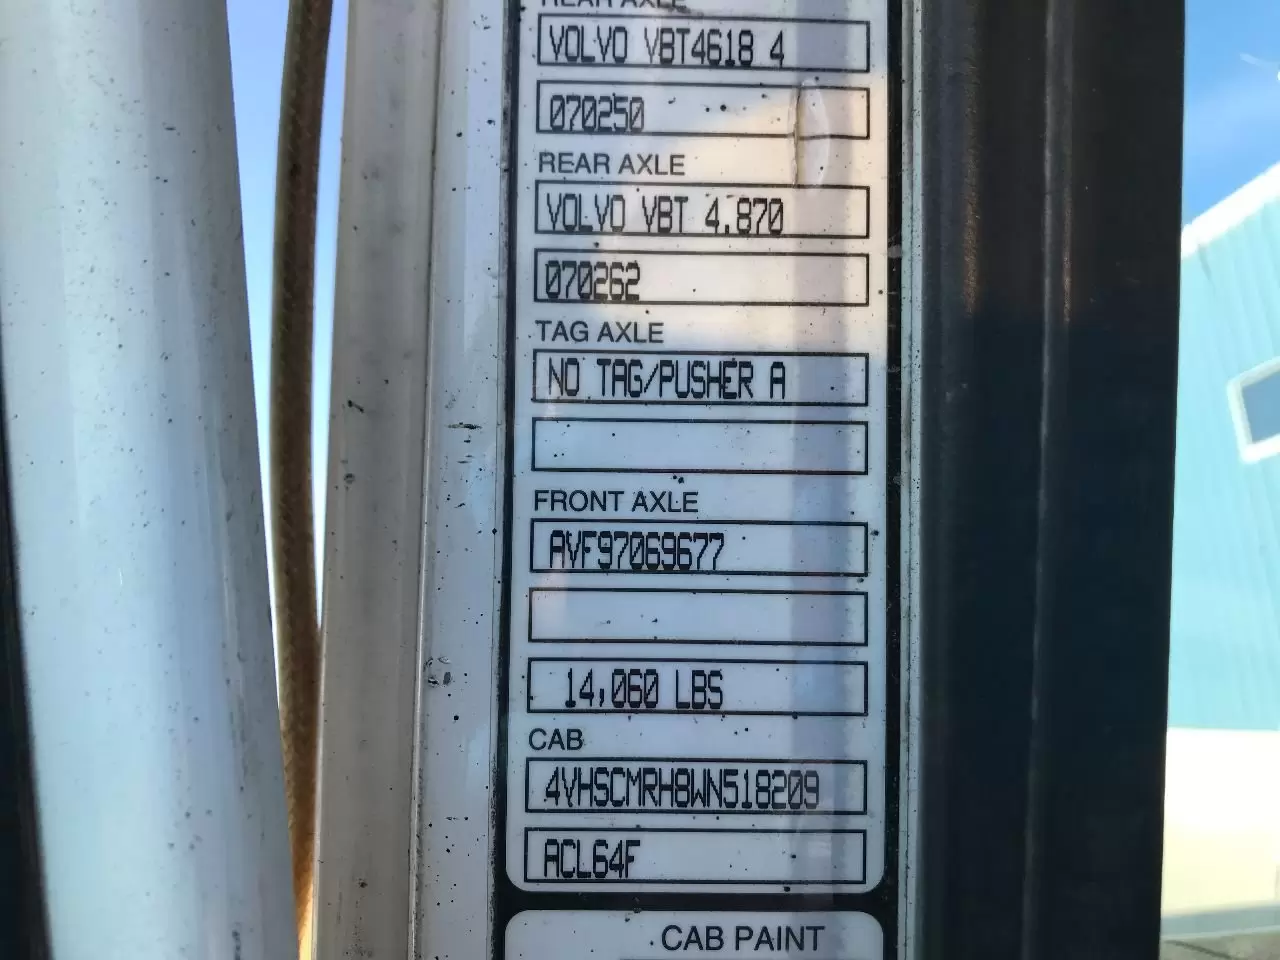 REAR AXLE
VOLVO VBT4618 4
070250
REAR AXLE
VOLVO VBT 4.870
070262
TAG AXLE
NO TAG/PUSHER A
FRONT AXLE
AVF97069677
14,060 LBS
CAB
4VHSCMRH8WN518209
ACL64F
CAB PAINT